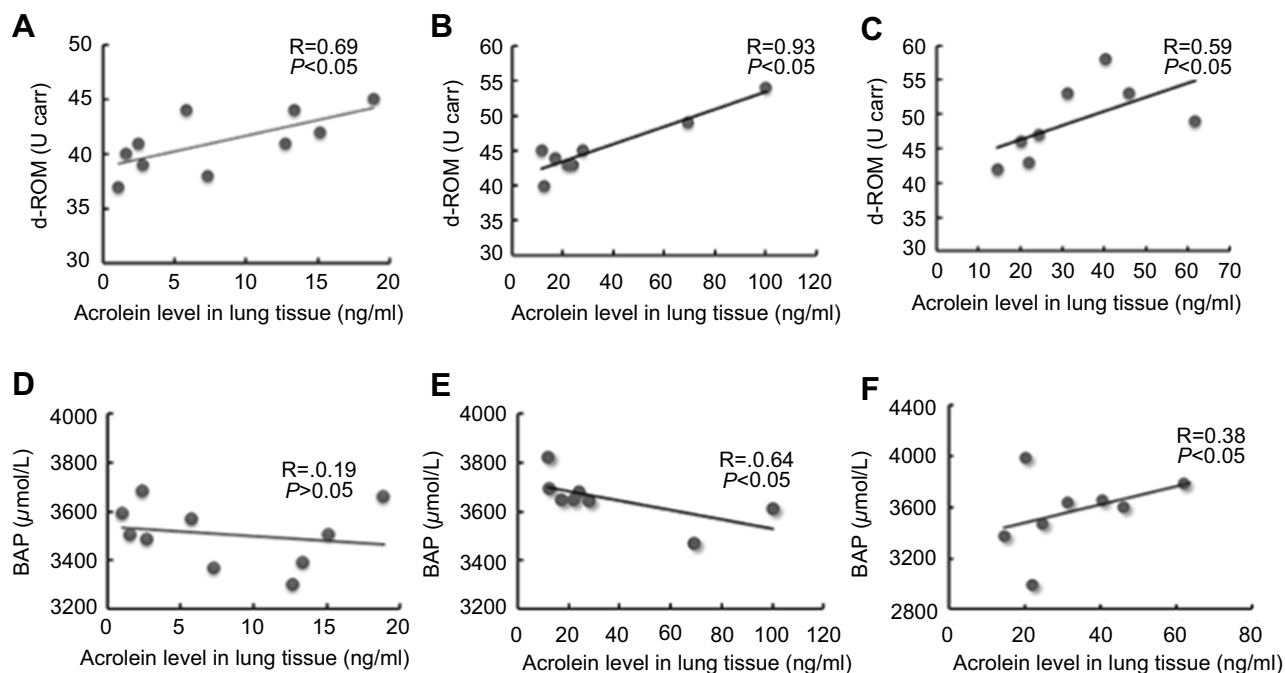 A
50
45
40
35
30
d-ROM (U carr)
R=0.69
P<0.05
0 5 10 15 20
Acrolein level in lung tissue (ng/ml)
B
60
55
50
45
40
35
30
d-ROM (U carr)
R=0.93
P<0.05
0 20 40 60 80 100 120
Acrolein level in lung tissue (ng/ml)
C
60
55
50
45
40
35
30
d-ROM (U carr)
R=0.59
P<0.05
0 10 20 30 40 50 60 70
Acrolein level in lung tissue (ng/ml)
D
4000
3800
3600
3400
3200
BAP (µmol/L)
R=.0.19
P>0.05
0 5 10 15 20
Acrolein level in lung tissue (ng/ml)
E
4000
3800
3600
3400
3200
BAP (µmol/L)
R=.0.64
P<0.05
0 20 40 60 80 100 120
Acrolein level in lung tissue (ng/ml)
F
4400
4000
3600
3200
2800
BAP (µmol/L)
R=0.38
P<0.05
0 20 40 60 80
Acrolein level in lung tissue (ng/ml)